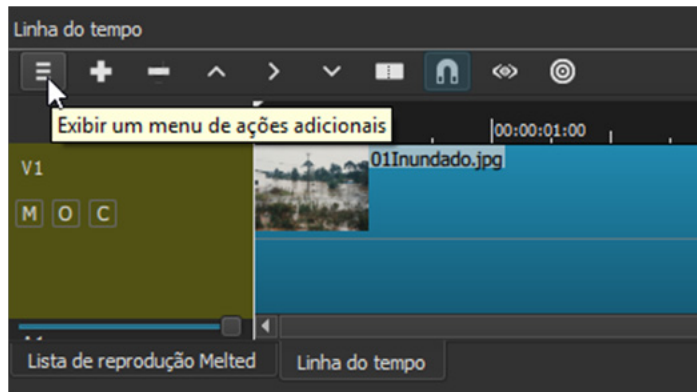 Linha do tempo
Exibir um menu de ações adicionais
00:00:01:00
V1
01Inundado.jpg
M O C
Lista de reprodução Melted
Linha do tempo